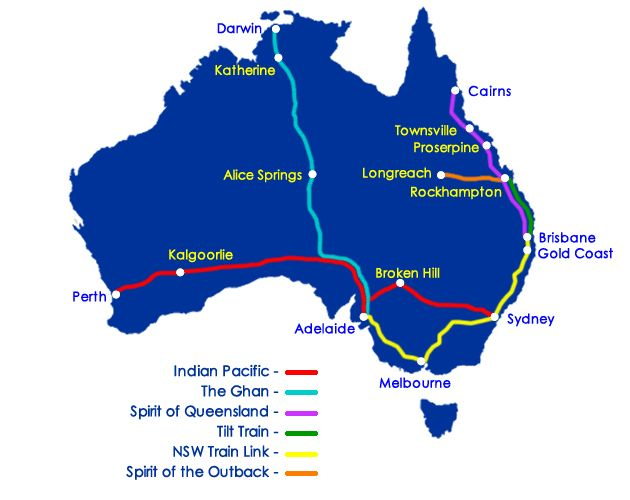 Darwin
Katherine
Cairns
Townsville
Proserpine
Alice Springs
Longreach
Rockhampton
Brisbane
Gold Coast
Kalgoorlie
Broken Hill
Perth
Adelaide
Sydney
Melbourne
Indian Pacific -
The Ghan -
Spirit of Queensland -
Tilt Train -
NSW Train Link -
Spirit of the Outback -